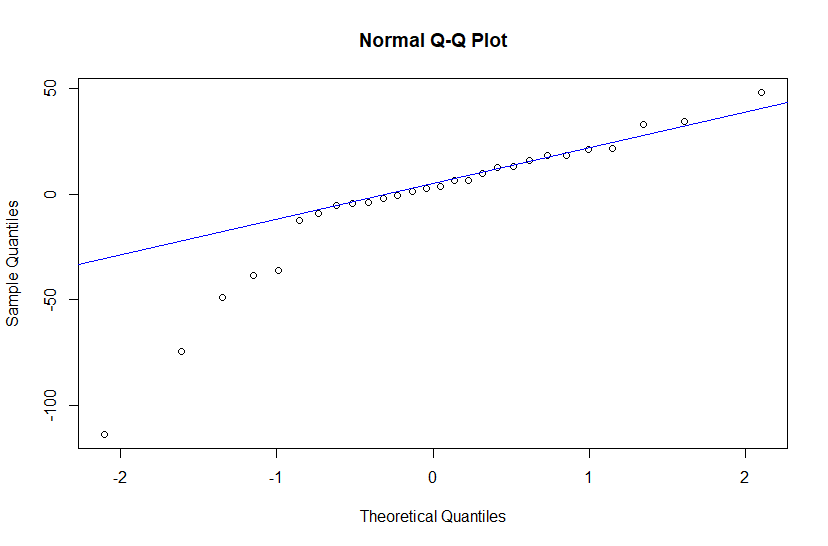 Normal Q-Q Plot
50
0
-50
-100
Sample Quantiles
-2 -1 0 1 2
Theoretical Quantiles